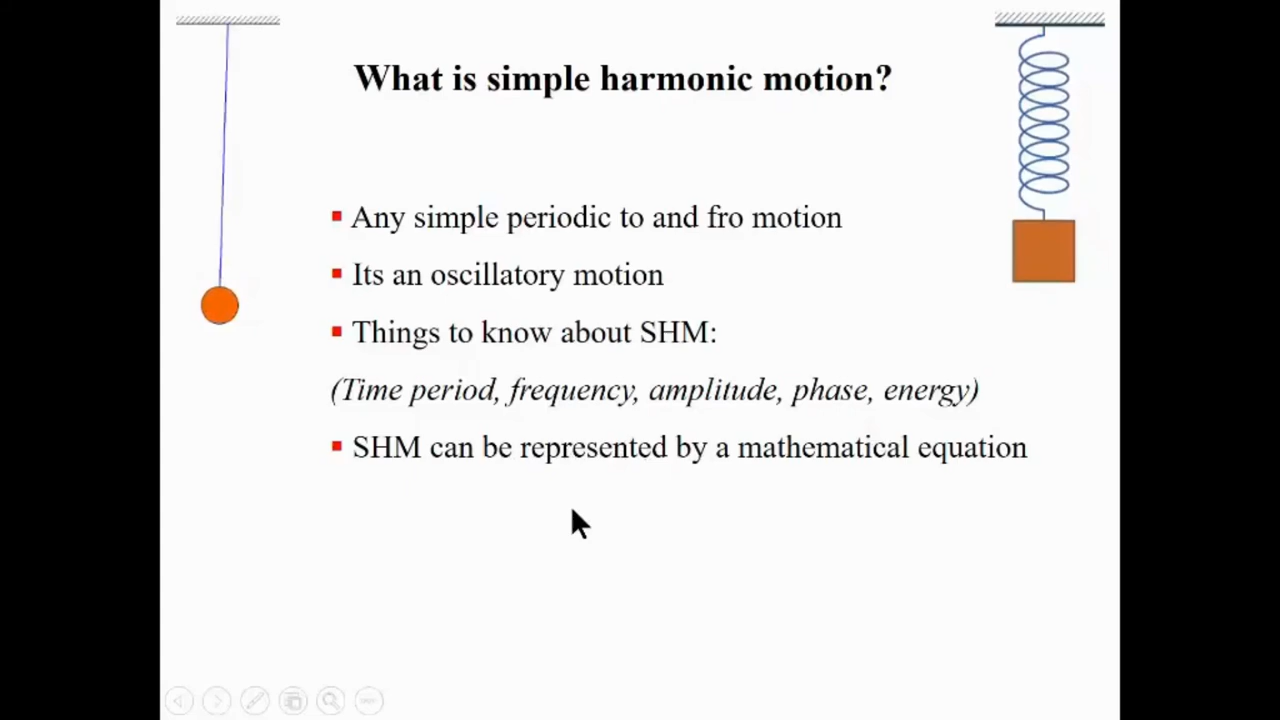 What is simple harmonic motion?
Any simple periodic to and fro motion
Its an oscillatory motion
Things to know about SHM:
(Time period, frequency, amplitude, phase, energy)
SHM can be represented by a mathematical equation